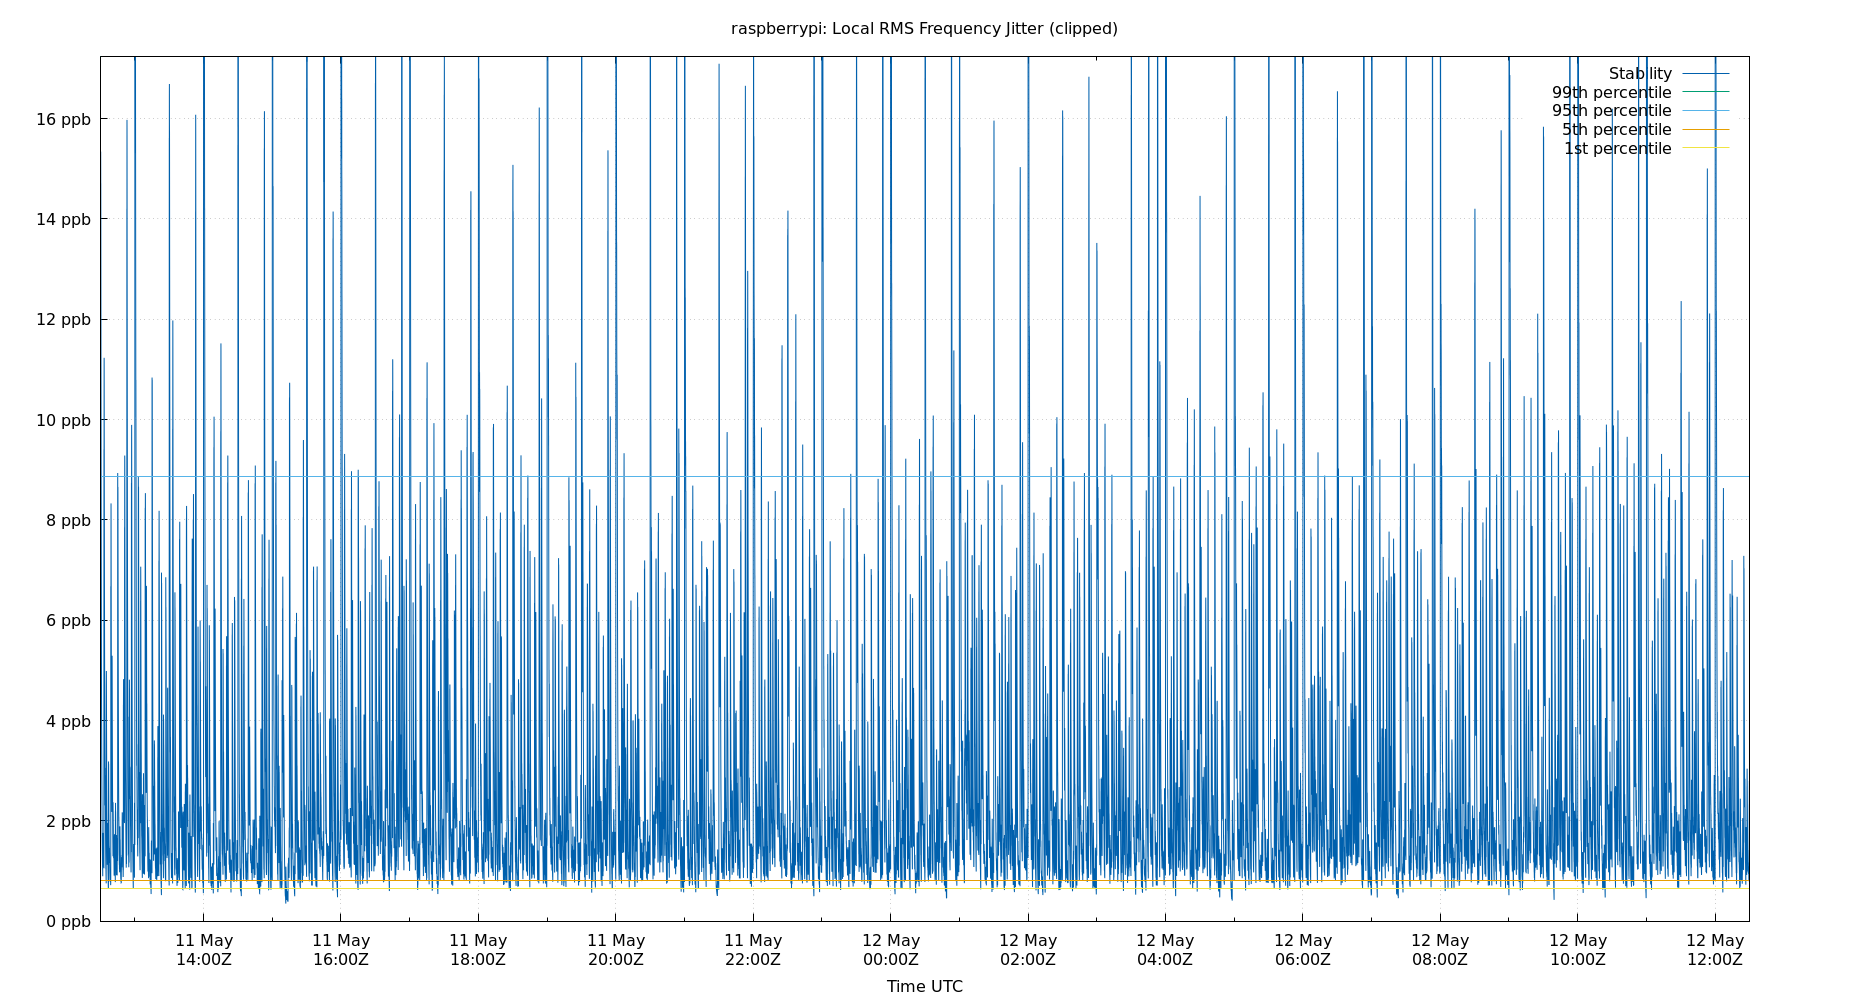 raspberrypi: Local RMS Frequency Jitter (clipped)
Stability
99th percentile
95th percentile
5th percentile
1st percentile
16 ppb
14 ppb
12 ppb
10 ppb
8 ppb
6 ppb
4 ppb
2 ppb
0 ppb
11 May 11 May 11 May 11 May 11 May 12 May 12 May 12 May 12 May 12 May 12 May 12 May
14:00Z 16:00Z 18:00Z 20:00Z 22:00Z 00:00Z 02:00Z 04:00Z 06:00Z 08:00Z 10:00Z 12:00Z
Time UTC